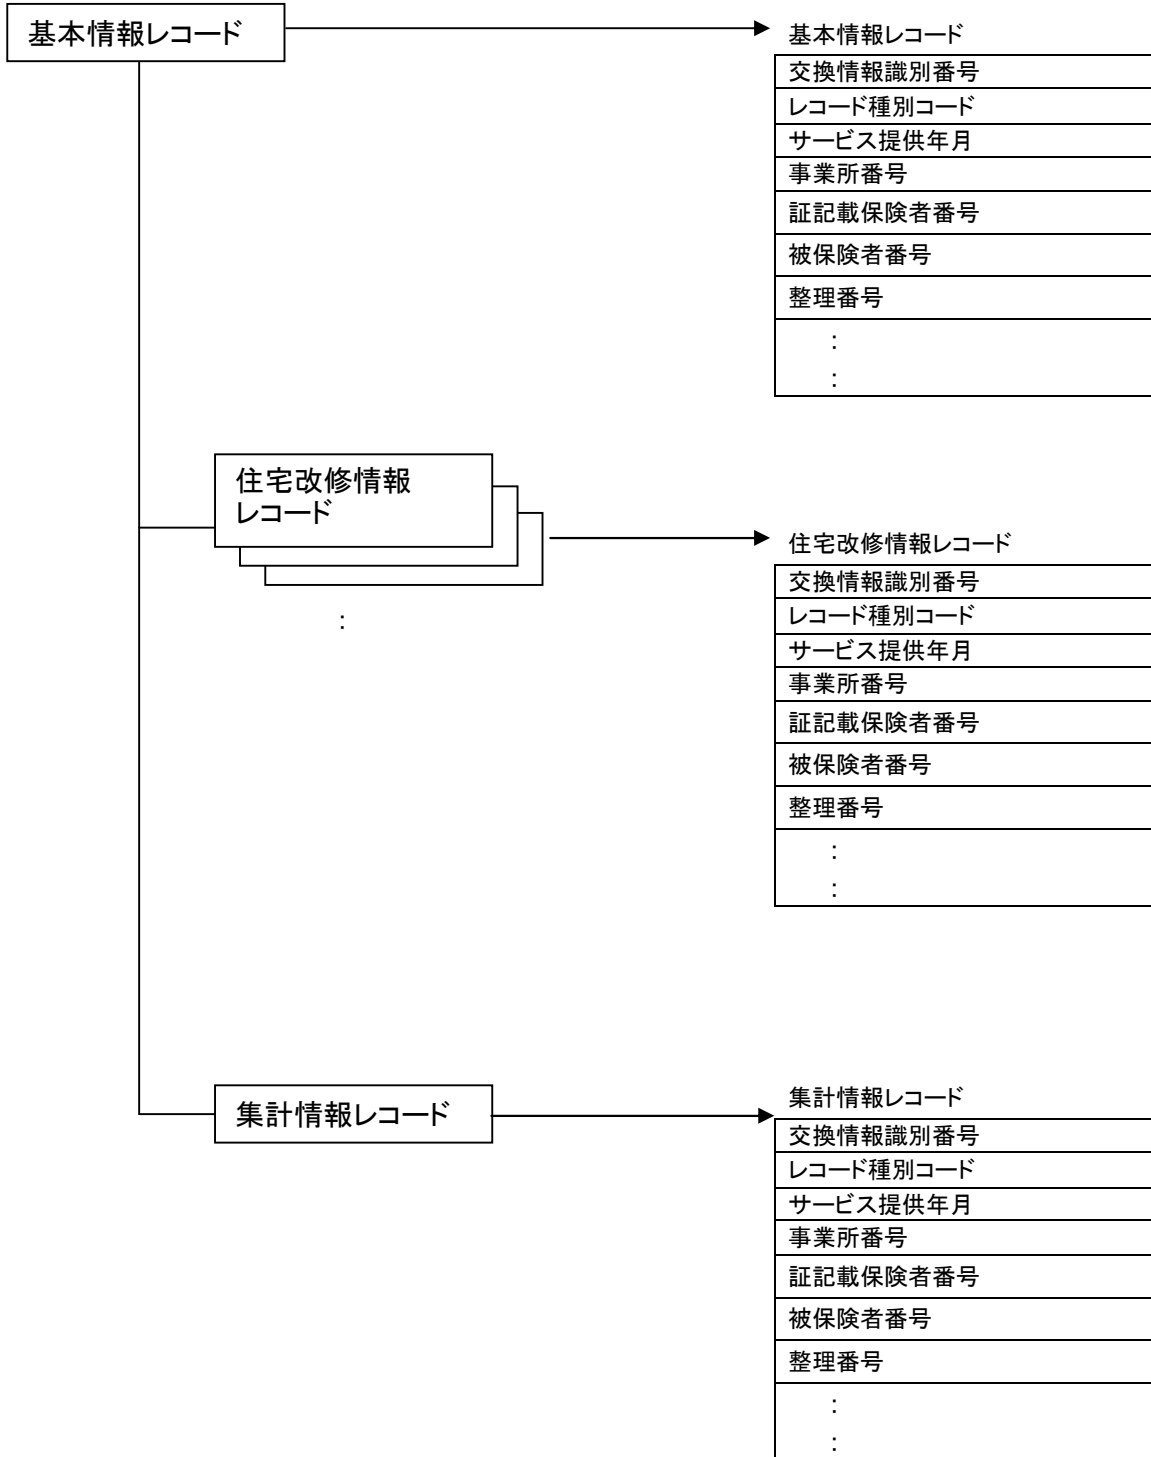 基本情報レコード
基本情報レコード
交換情報識別番号
レコード種別コード
サービス提供年月
事業所番号
証記載保険者番号
被保険者番号
整理番号
:
:
住宅改修情報
レコード
:
住宅改修情報レコード
交換情報識別番号
レコード種別コード
サービス提供年月
事業所番号
証記載保険者番号
被保険者番号
整理番号
:
:
集計情報レコード
集計情報レコード
交換情報識別番号
レコード種別コード
サービス提供年月
事業所番号
証記載保険者番号
被保険者番号
整理番号
:
: